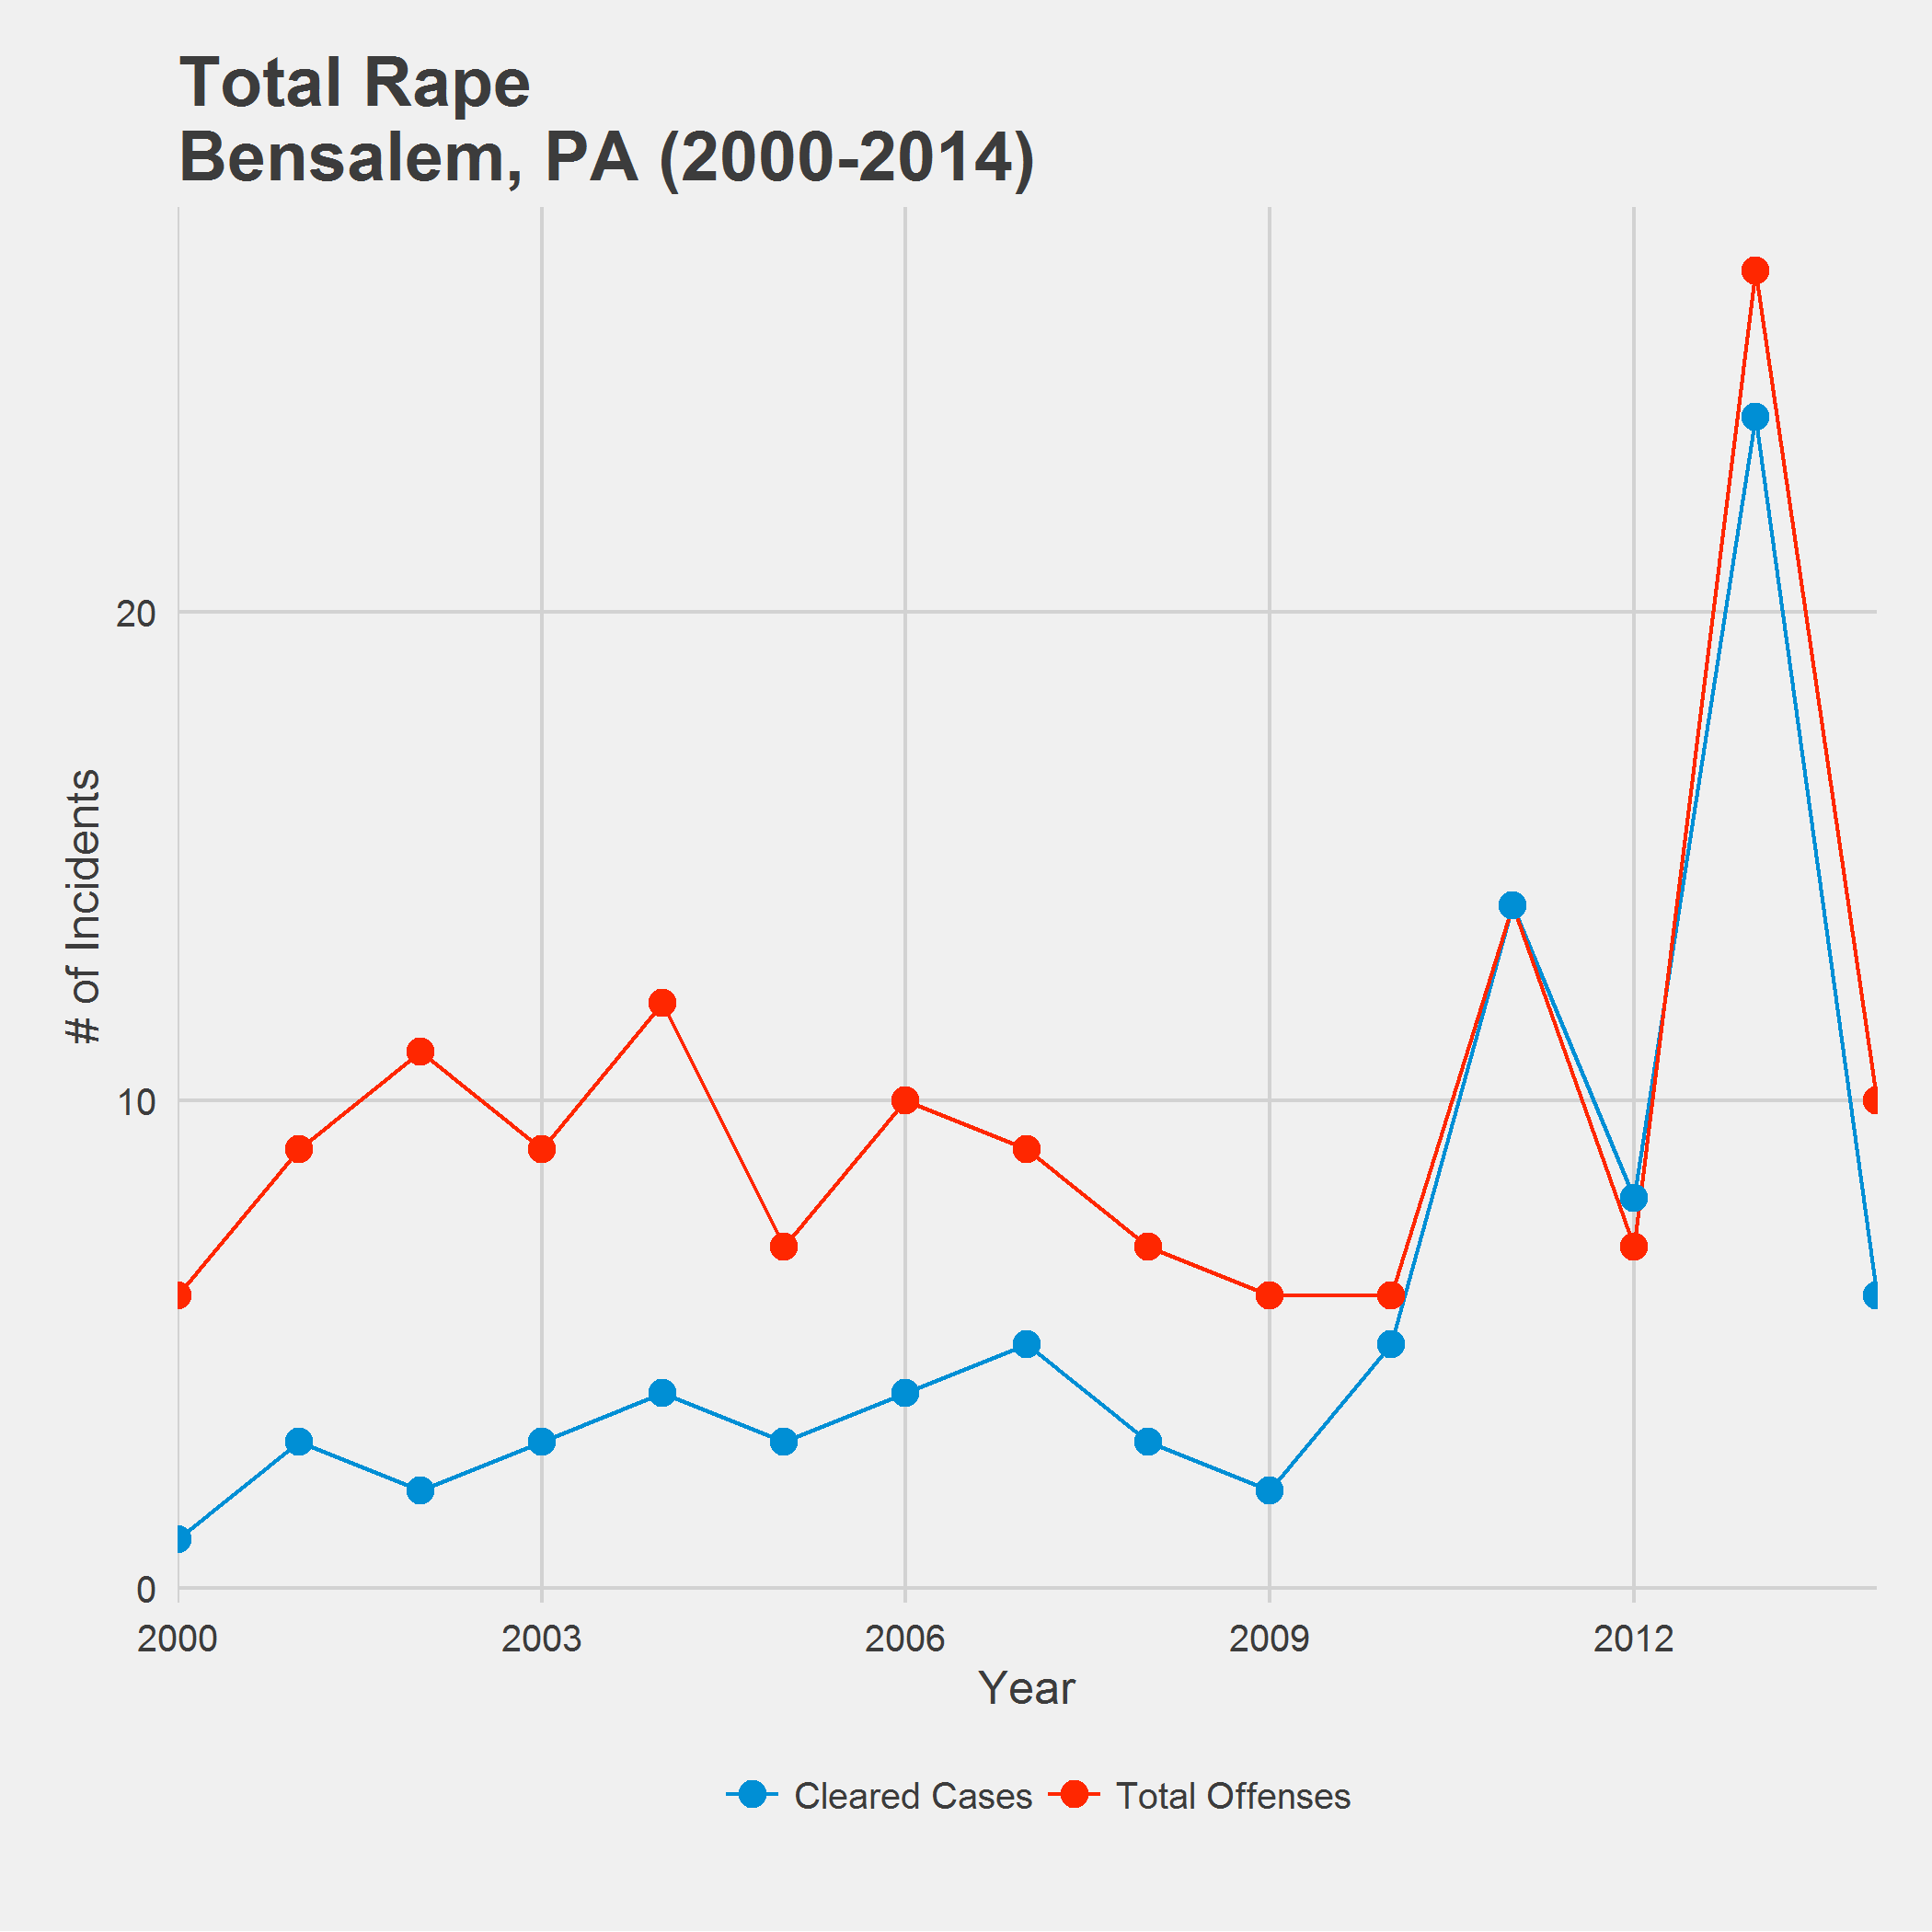 Total Rape
Bensalem, PA (2000-2014)
# of Incidents
20
10
0
2000 2003 2006 2009 2012
Year
Cleared Cases Total Offenses